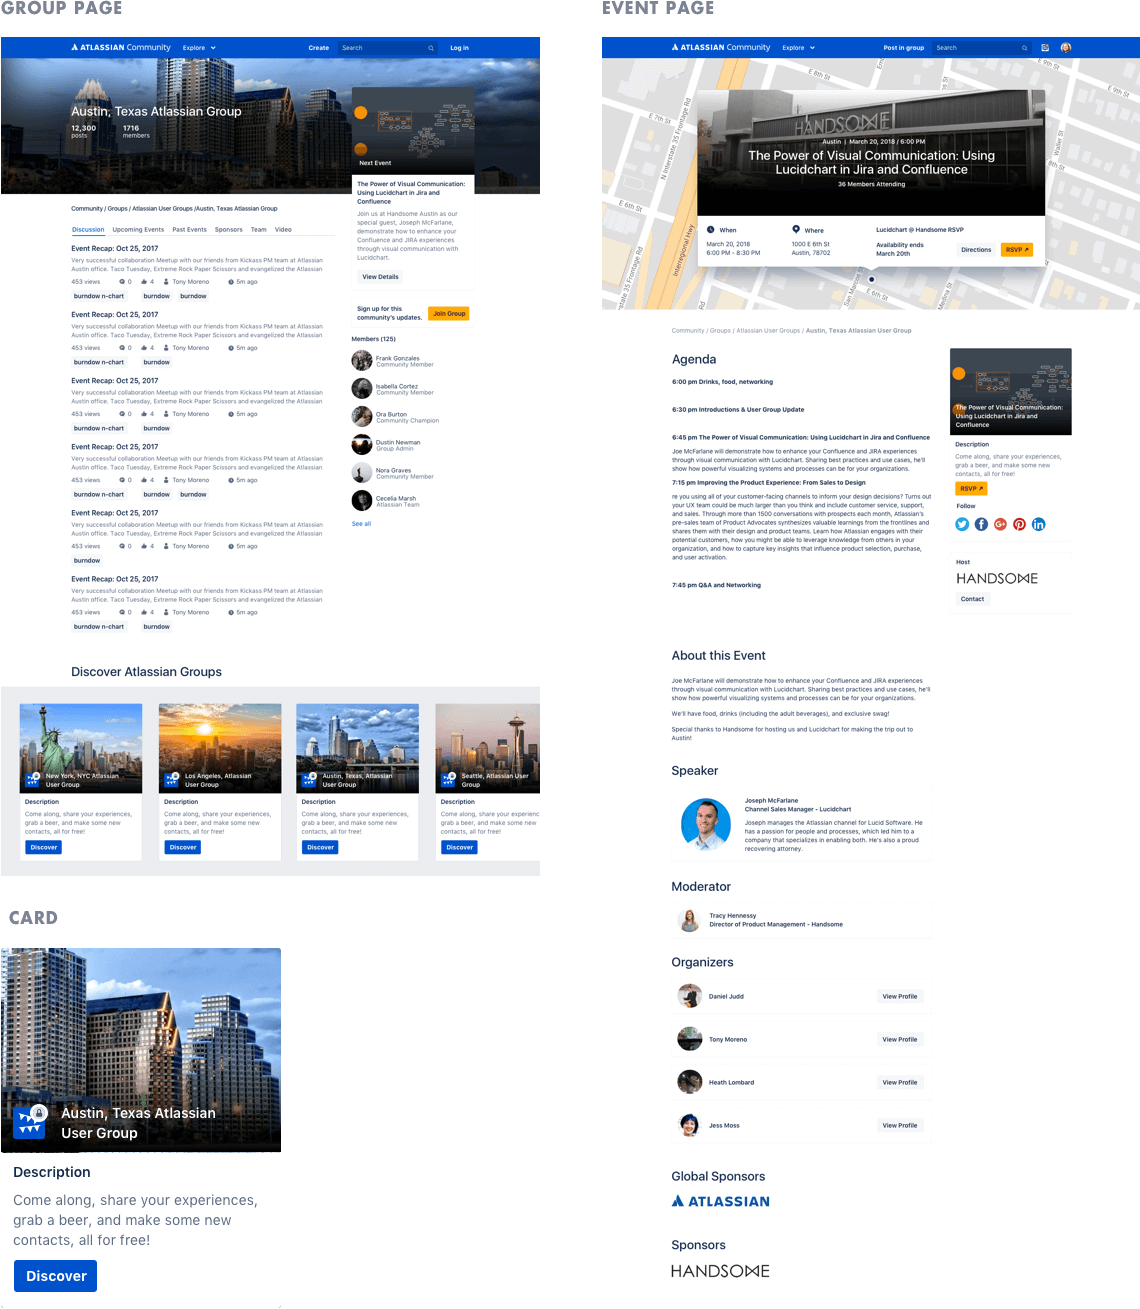 GROUP PAGE
ATLASSIAN Community
Explore
Create
Search
Log in
Austin, Texas Atlassian Group
12,300
posts
1716
members
Next Event
The Power of Visual Communication:
Using Lucidchart in Jira and
Confluence
Join us at Handsome Austin as our
special guest, Joseph McFarlane,
demonstrate how to enhance your
Confluence and JIRA experiences
through visual communication with
Lucidchart.
View Details
Sign up for this
community's updates.
Join Group
Members (125)
Frank Gonzales
Community Member
Isabella Cortez
Community Member
Ora Burton
Community Champion
Dustin Newman
Group Admin
Nora Graves
Community Member
Cecelia Marsh
Atlassian Team
See all
Community / Groups / Atlassian User Groups /Austin, Texas Atlassian Group
Discussion Upcoming Events Past Events Sponsors Team Video
Event Recap: Oct 25, 2017
Very successful collaboration Meetup with our friends from Kickass PM team at Atlassian
Austin office. Taco Tuesday, Extreme Rock Paper Scissors and evangelized the Atlassian
453 views 0 4 Tony Moreno 5m ago
burndow n-chart burndow burndow
Event Recap: Oct 25, 2017
Very successful collaboration Meetup with our friends from Kickass PM team at Atlassian
Austin office. Taco Tuesday, Extreme Rock Paper Scissors and evangelized the Atlassian
453 views 0 4 Tony Moreno 5m ago
burndow n-chart burndow
Event Recap: Oct 25, 2017
Very successful collaboration Meetup with our friends from Kickass PM team at Atlassian
Austin office. Taco Tuesday, Extreme Rock Paper Scissors and evangelized the Atlassian
453 views 0 4 Tony Moreno 5m ago
burndow n-chart burndow
Event Recap: Oct 25, 2017
Very successful collaboration Meetup with our friends from Kickass PM team at Atlassian
Austin office. Taco Tuesday, Extreme Rock Paper Scissors and evangelized the Atlassian
453 views 0 4 Tony Moreno 5m ago
burndow n-chart burndow burndow
Event Recap: Oct 25, 2017
Very successful collaboration Meetup with our friends from Kickass PM team at Atlassian
Austin office. Taco Tuesday, Extreme Rock Paper Scissors and evangelized the Atlassian
453 views 0 4 Tony Moreno 5m ago
burndow
Event Recap: Oct 25, 2017
Very successful collaboration Meetup with our friends from Kickass PM team at Atlassian
Austin office. Taco Tuesday, Extreme Rock Paper Scissors and evangelized the Atlassian
453 views 0 4 Tony Moreno 5m ago
burndow n-chart burndow
Discover Atlassian Groups
New York, NYC Atlassian
User Group
Description
Come along, share your experiences,
grab a beer, and make some new
contacts, all for free!
Discover
Los Angeles, Atlassian
User Group
Description
Come along, share your experiences,
grab a beer, and make some new
contacts, all for free!
Discover
Austin, Texas, Atlassian
User Group
Description
Come along, share your experiences,
grab a beer, and make some new
contacts, all for free!
Discover
Seattle, Atlassian User
Group
Description
Come along, share your experienc
grab a beer, and make some new
contacts, all for free!
Discover
CARD
Austin, Texas Atlassian
User Group
Description
Come along, share your experiences,
grab a beer, and make some new
contacts, all for free!
Discover
EVENT PAGE
ATLASSIAN Community
Explore
Post in group
Search
E 8th St
E 9th St
E 9th St
E 7th St
E 8th St
N Interstate 35 Frontage Rd
Waller St
Interregional Hwy
state 35 Frontage Rd
San Marcos St
E 6th St
Medina St
E 6th St
HANDSOME
Austin | March 20, 2018 / 6:00 PM
The Power of Visual Communication: Using
Lucidchart in Jira and Confluence
36 Members Attending
When
March 20, 2018
6:00 PM - 8:30 PM
Where
1000 E 6th St
Austin, 78702
Lucidchart @ Handsome RSVP
Availability ends
March 20th
Directions
RSVP
Community / Groups / Atlassian User Groups / Austin, Texas Atlassian User Group
Agenda
6:00 pm Drinks, food, networking
6:30 pm Introductions & User Group Update
6:45 pm The Power of Visual Communication: Using Lucidchart in Jira and Confluence
Joe McFarlane will demonstrate how to enhance your Confluence and JIRA experiences
through visual communication with Lucidchart. Sharing best practices and use cases, he'll
show how powerful visualizing systems and processes can be for your organizations.
7:15 pm Improving the Product Experience: From Sales to Design
re you using all of your customer-facing channels to inform your design decisions? Turns out
your UX team could be much larger than you think and include customer service, support,
and sales. Through more than 1500 conversations with prospects each month, Atlassian's
pre-sales team of Product Advocates synthesizes valuable learnings from the frontlines and
shares them with their design and product teams. Learn how Atlassian engages with their
potential customers, how you might be able to leverage knowledge from others in your
organization, and how to capture key insights that influence product selection, purchase,
and user activation.
7:45 pm Q&A and Networking
The Power of Visual Communication:
Using Lucidchart in Jira and
Confluence
Description
Come along, share your experiences,
grab a beer, and make some new
contacts, all for free!
RSVP
Follow
Host
HANDSOME
Contact
About this Event
Joe McFarlane will demonstrate how to enhance your Confluence and JIRA experiences
through visual communication with Lucidchart. Sharing best practices and use cases, he'll
show how powerful visualizing systems and processes can be for your organizations.
We'll have food, drinks (including the adult beverages), and exclusive swag!
Special thanks to Handsome for hosting us and Lucidchart for making the trip out to
Austin!
Speaker
Joseph McFarlane
Channel Sales Manager - Lucidchart
Joseph manages the Atlassian channel for Lucid Software. He
has a passion for people and processes, which led him to a
company that specializes in enabling both. He's also a proud
recovering attorney.
Moderator
Tracy Hennessy
Director of Product Management - Handsome
Organizers
Daniel Judd
View Profile
Tony Moreno
View Profile
Heath Lombard
View Profile
Jess Moss
View Profile
Global Sponsors
ATLASSIAN
Sponsors
HANDSOME